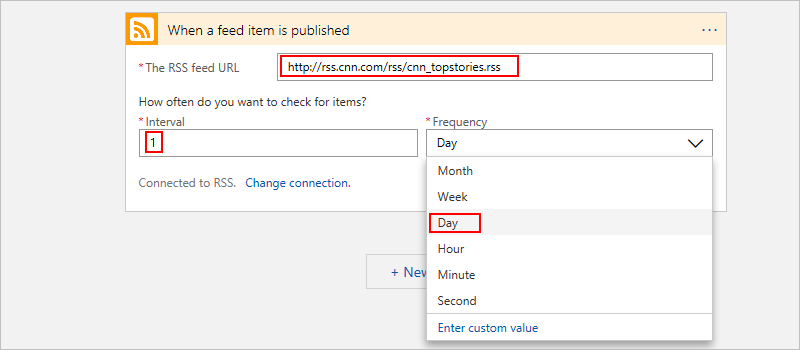 When a feed item is published
...
*The RSS feed URL
http://rss.cnn.com/rss/cnn_topstories.rss
How often do you want to check for items?
*Interval
*Frequency
1
Day
Connected to RSS. Change connection.
Month
Week
Day
Hour
Minute
Second
Enter custom value
+ New